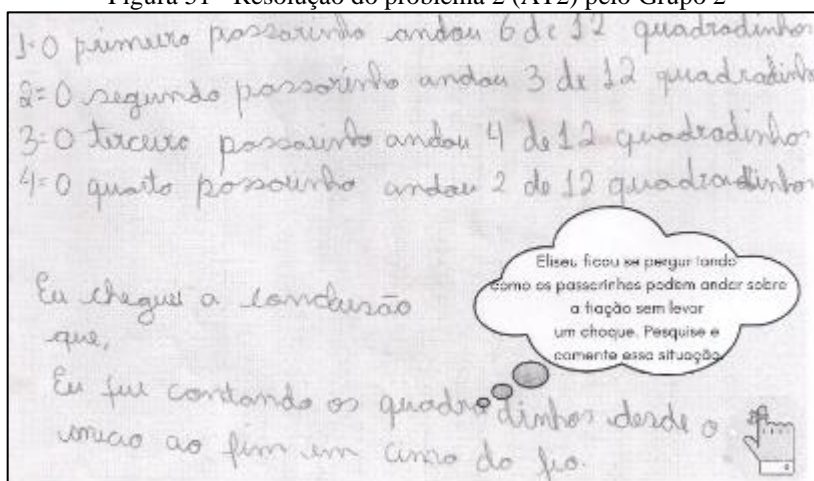 Figura 31 - Resolução do problema 2 (AT2) pelo Grupo 2
1- O primeiro passarinho andou 6 de 12 quadradinhos
2= O segundo passarinho andou 3 de 12 quadradinho
3- O terceiro passarinho andou 4 de 12 quadradinhos
4= O quarto passarinho andou 2 de 12 quadradinhos
Eliseu ficou se perguntando
como os passarinhos podem andar sobre
a fiação sem levar
um choque. Pesquise e
comente essa situação.
Eu cheguei a conclusão
que,
Eu fui contando os quadradinhos desde o
inicio ao fim em cima do fio.